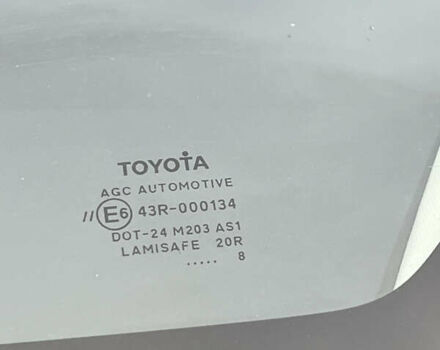 TOYOTA
AGC AUTOMOTIVE
// E6 43R-000134
DOT-24 M203 AS1
LAMISAFE 20R
..... 8